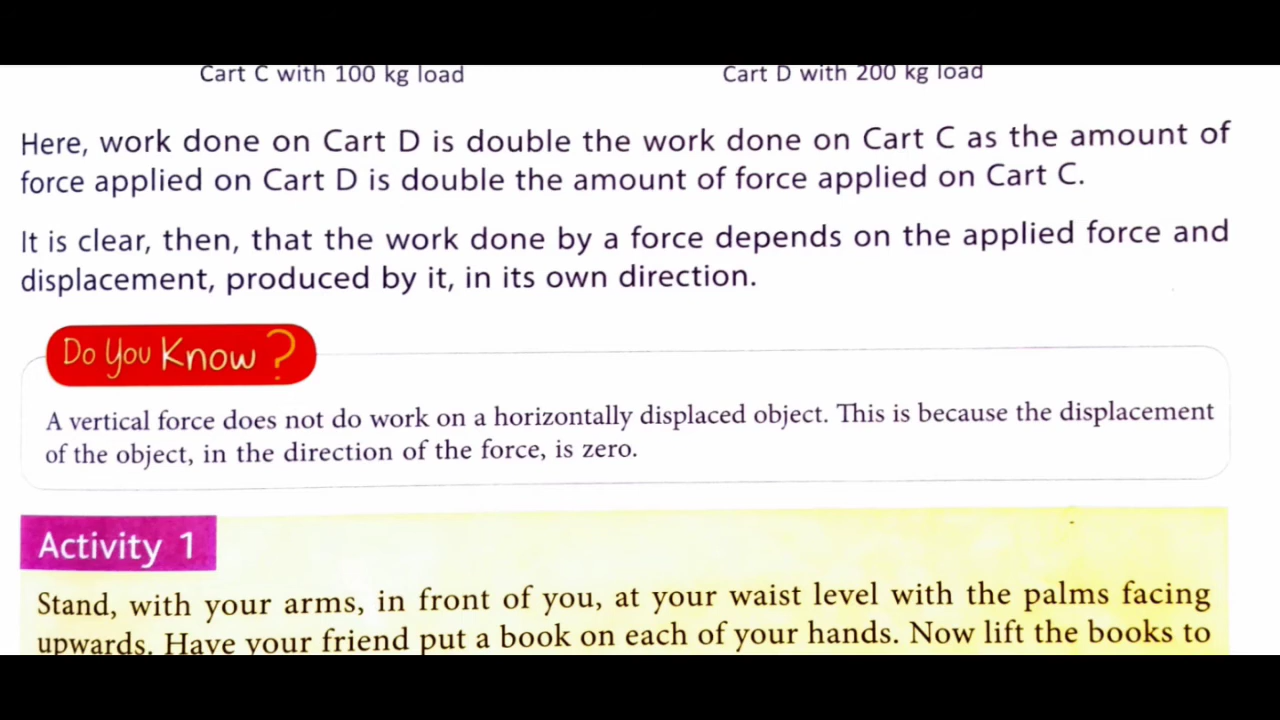 Cart C with 100 kg load
Cart D with 200 kg load
Here, work done on Cart D is double the work done on Cart C as the amount of
force applied on Cart D is double the amount of force applied on Cart C.
It is clear, then, that the work done by a force depends on the applied force and
displacement, produced by it, in its own direction.
Do You Know ?
A vertical force does not do work on a horizontally displaced object. This is because the displacement
of the object, in the direction of the force, is zero.
Activity 1
Stand, with your arms, in front of you, at your waist level with the palms facing
upwards. Have your friend put a book on each of your hands. Now lift the books to